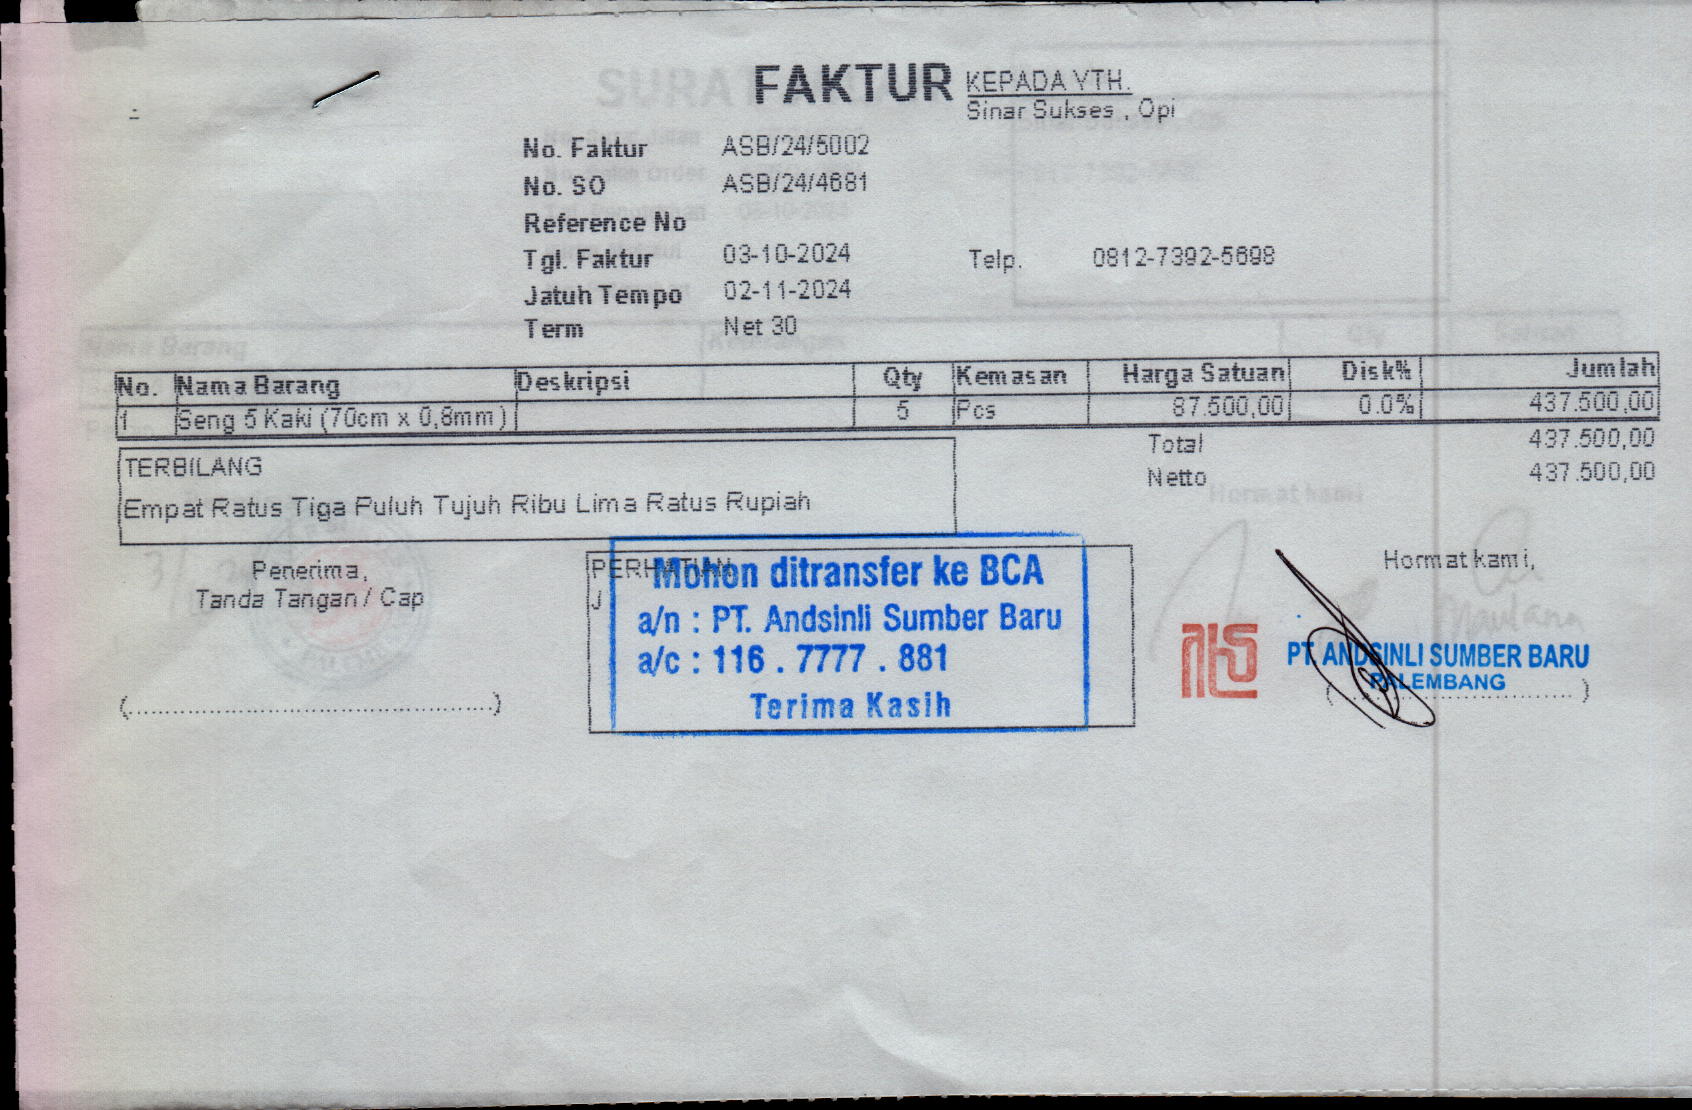 FAKTUR
KEPADA YTH.
Sinar Sukses , Opi
No. Faktur ASB/24/5002
No. SO ASB/24/4681
Reference No
Tgl. Faktur 03-10-2024 Telp. 0812-7392-5698
Jatuh Tempo 02-11-2024
Term Net 30
No. Nama Barang Deskripsi Qty Kemasan Harga Satuan Disk% Jumlah
1 Seng 5 Kaki (70cm x 0,8mm) 5 Pcs 87.500,00 0.0% 437.500,00
Total 437.500,00
Netto 437.500,00
TERBILANG
Empat Ratus Tiga Puluh Tujuh Ribu Lima Ratus Rupiah
Penerima,
Tanda Tangan / Cap
(............................................)
PERHATIAN
Mohon ditransfer ke BCA
a/n : PT. Andsinli Sumber Baru
a/c : 116 . 7777 . 881
Terima Kasih
Hormat kami,
PT ANDSINLI SUMBER BARU
PALEMBANG
(..............................)